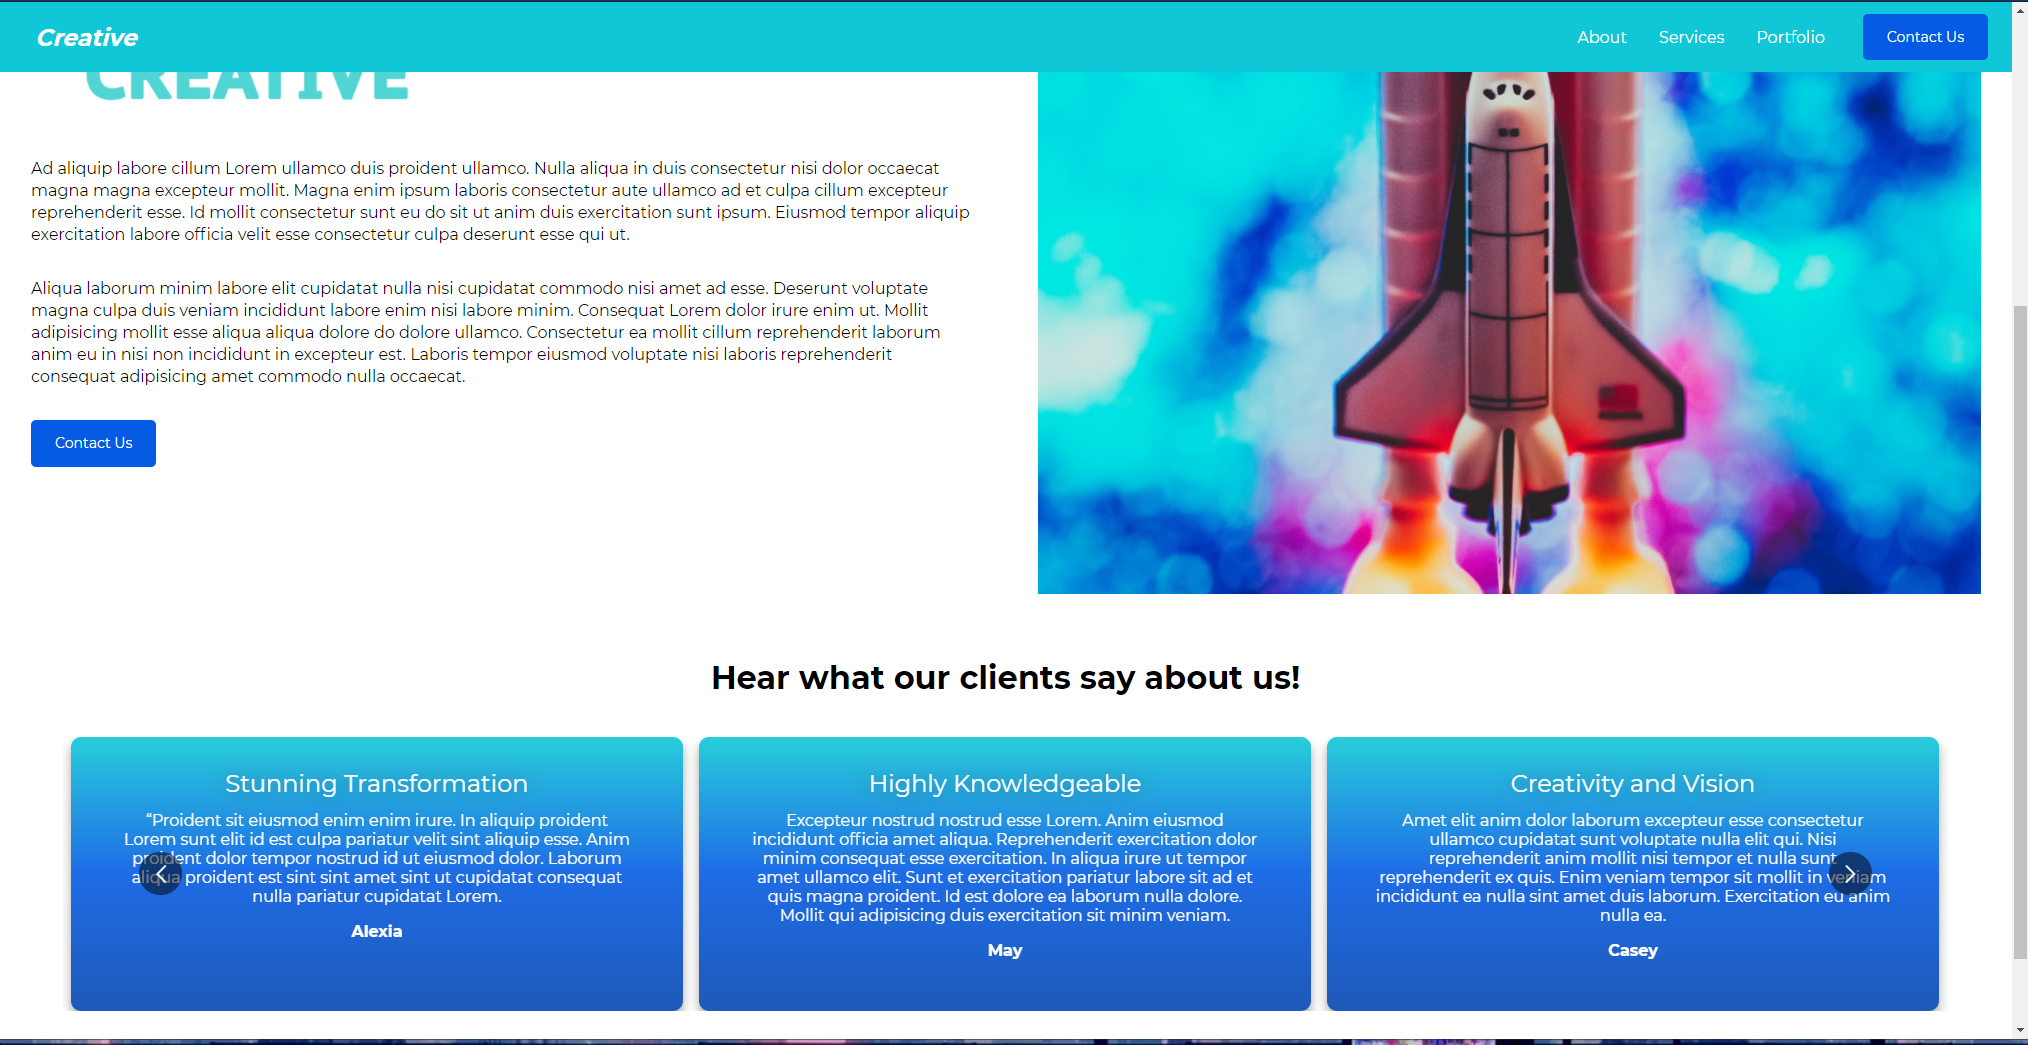 Creative
About Services Portfolio Contact Us
CREATIVE
Ad aliquip labore cillum Lorem ullamco duis proident ullamco. Nulla aliqua in duis consectetur nisi dolor occaecat
magna magna excepteur mollit. Magna enim ipsum laboris consectetur aute ullamco ad et culpa cillum excepteur
reprehenderit esse. Id mollit consectetur sunt eu do sit ut anim duis exercitation sunt ipsum. Eiusmod tempor aliquip
exercitation labore officia velit esse consectetur culpa deserunt esse qui ut.
Aliqua laborum minim labore elit cupidatat nulla nisi cupidatat commodo nisi amet ad esse. Deserunt voluptate
magna culpa duis veniam incididunt labore enim nisi labore minim. Consequat Lorem dolor irure enim ut. Mollit
adipisicing mollit esse aliqua aliqua dolore do dolore ullamco. Consectetur ea mollit cillum reprehenderit laborum
anim eu in nisi non incididunt in excepteur est. Laboris tempor eiusmod voluptate nisi laboris reprehenderit
consequat adipisicing amet commodo nulla occaecat.
Contact Us
Hear what our clients say about us!
Stunning Transformation
“Proident sit eiusmod enim enim irure. In aliquip proident
Lorem sunt elit id est culpa pariatur velit sint aliquip esse. Anim
proident dolor tempor nostrud id ut eiusmod dolor. Laborum
aliqua proident est sint sint amet sint ut cupidatat consequat
nulla pariatur cupidatat Lorem.
Alexia
Highly Knowledgeable
Excepteur nostrud nostrud esse Lorem. Anim eiusmod
incididunt officia amet aliqua. Reprehenderit exercitation dolor
minim consequat esse exercitation. In aliqua irure ut tempor
amet ullamco elit. Sunt et exercitation pariatur labore sit ad et
quis magna proident. Id est dolore ea laborum nulla dolore.
Mollit qui adipisicing duis exercitation sit minim veniam.
May
Creativity and Vision
Amet elit anim dolor laborum excepteur esse consectetur
ullamco cupidatat sunt voluptate nulla elit qui. Nisi
reprehenderit anim mollit nisi tempor et nulla sunt
reprehenderit ex quis. Enim veniam tempor sit mollit in veniam
incididunt ea nulla sint amet duis laborum. Exercitation eu anim
nulla ea.
Casey